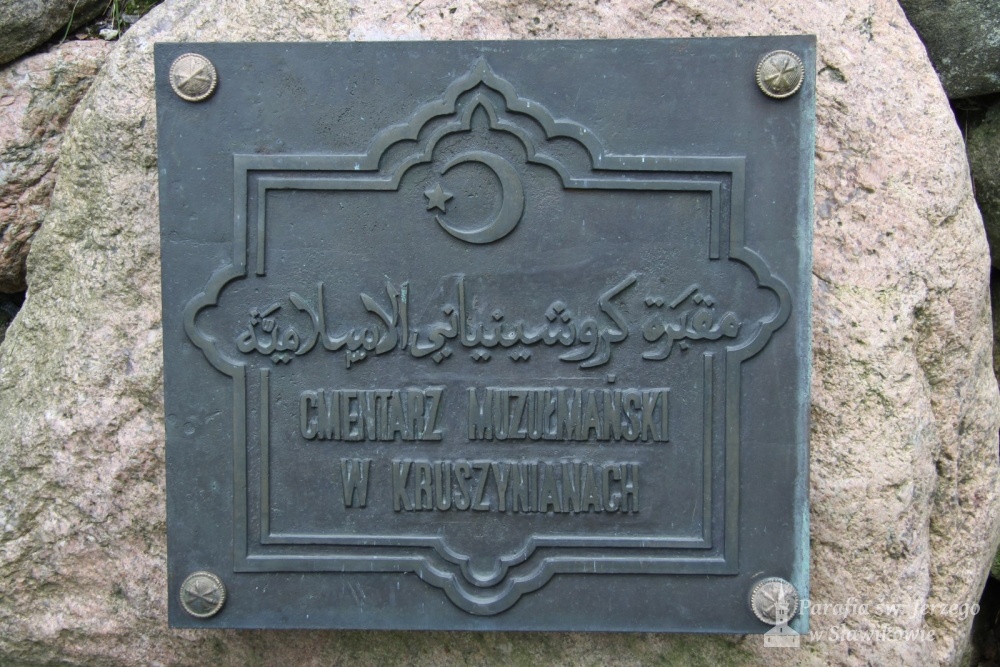 مقبرة كروشينياني الاسلامية
CMENTARZ MUZUŁMAŃSKI
W KRUSZYNIANACH
Parafia św. Jerzego
w Sławikowie